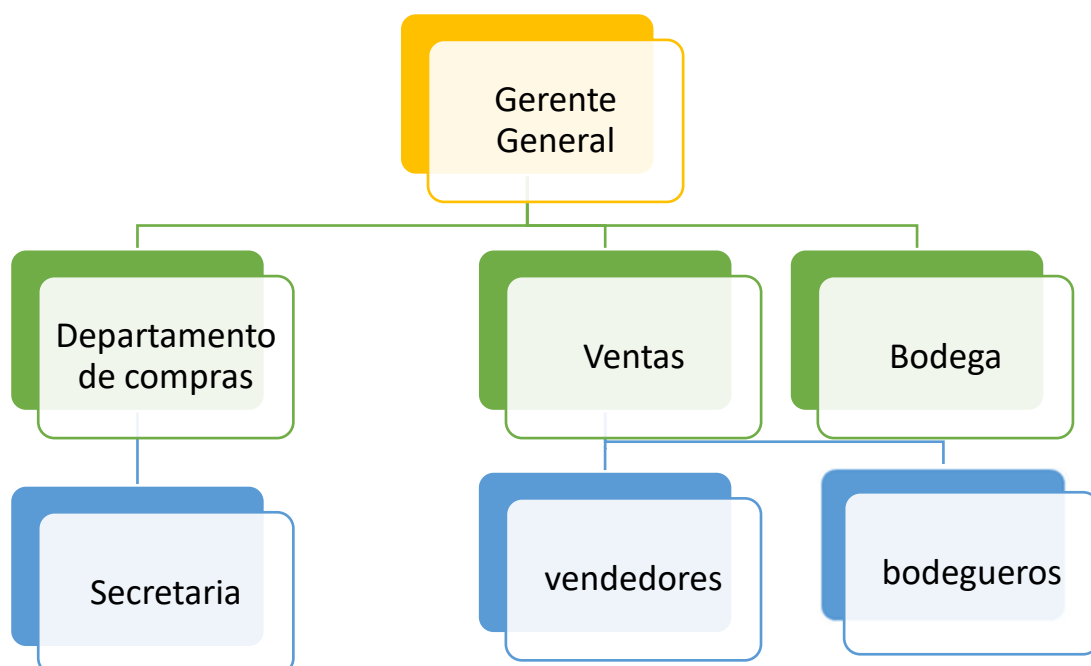 Gerente
General
Departamento
de compras
Ventas
Bodega
Secretaria
vendedores
bodegueros